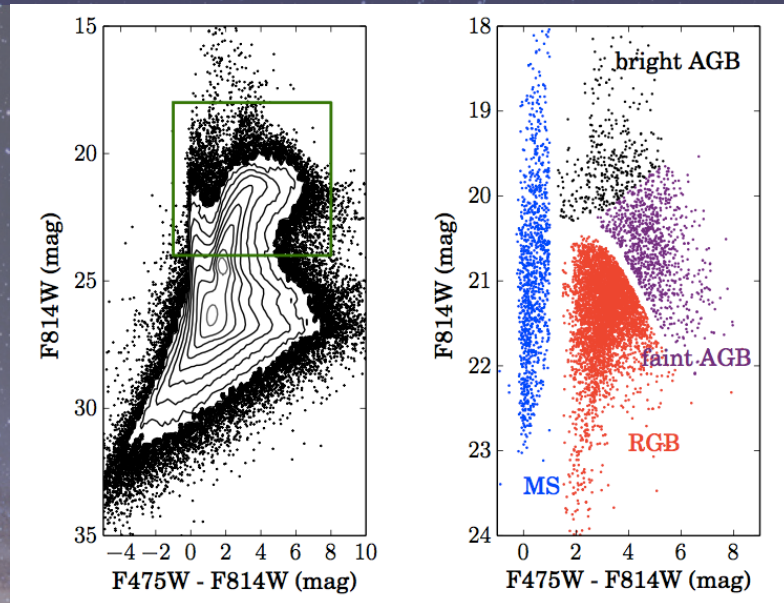 15
20
25
30
35
F814W (mag)
−4 −2 0 2 4 6 8 10
F475W - F814W (mag)
18
19
20
21
22
23
24
F814W (mag)
0 2 4 6 8
F475W - F814W (mag)
bright AGB
faint AGB
RGB
MS